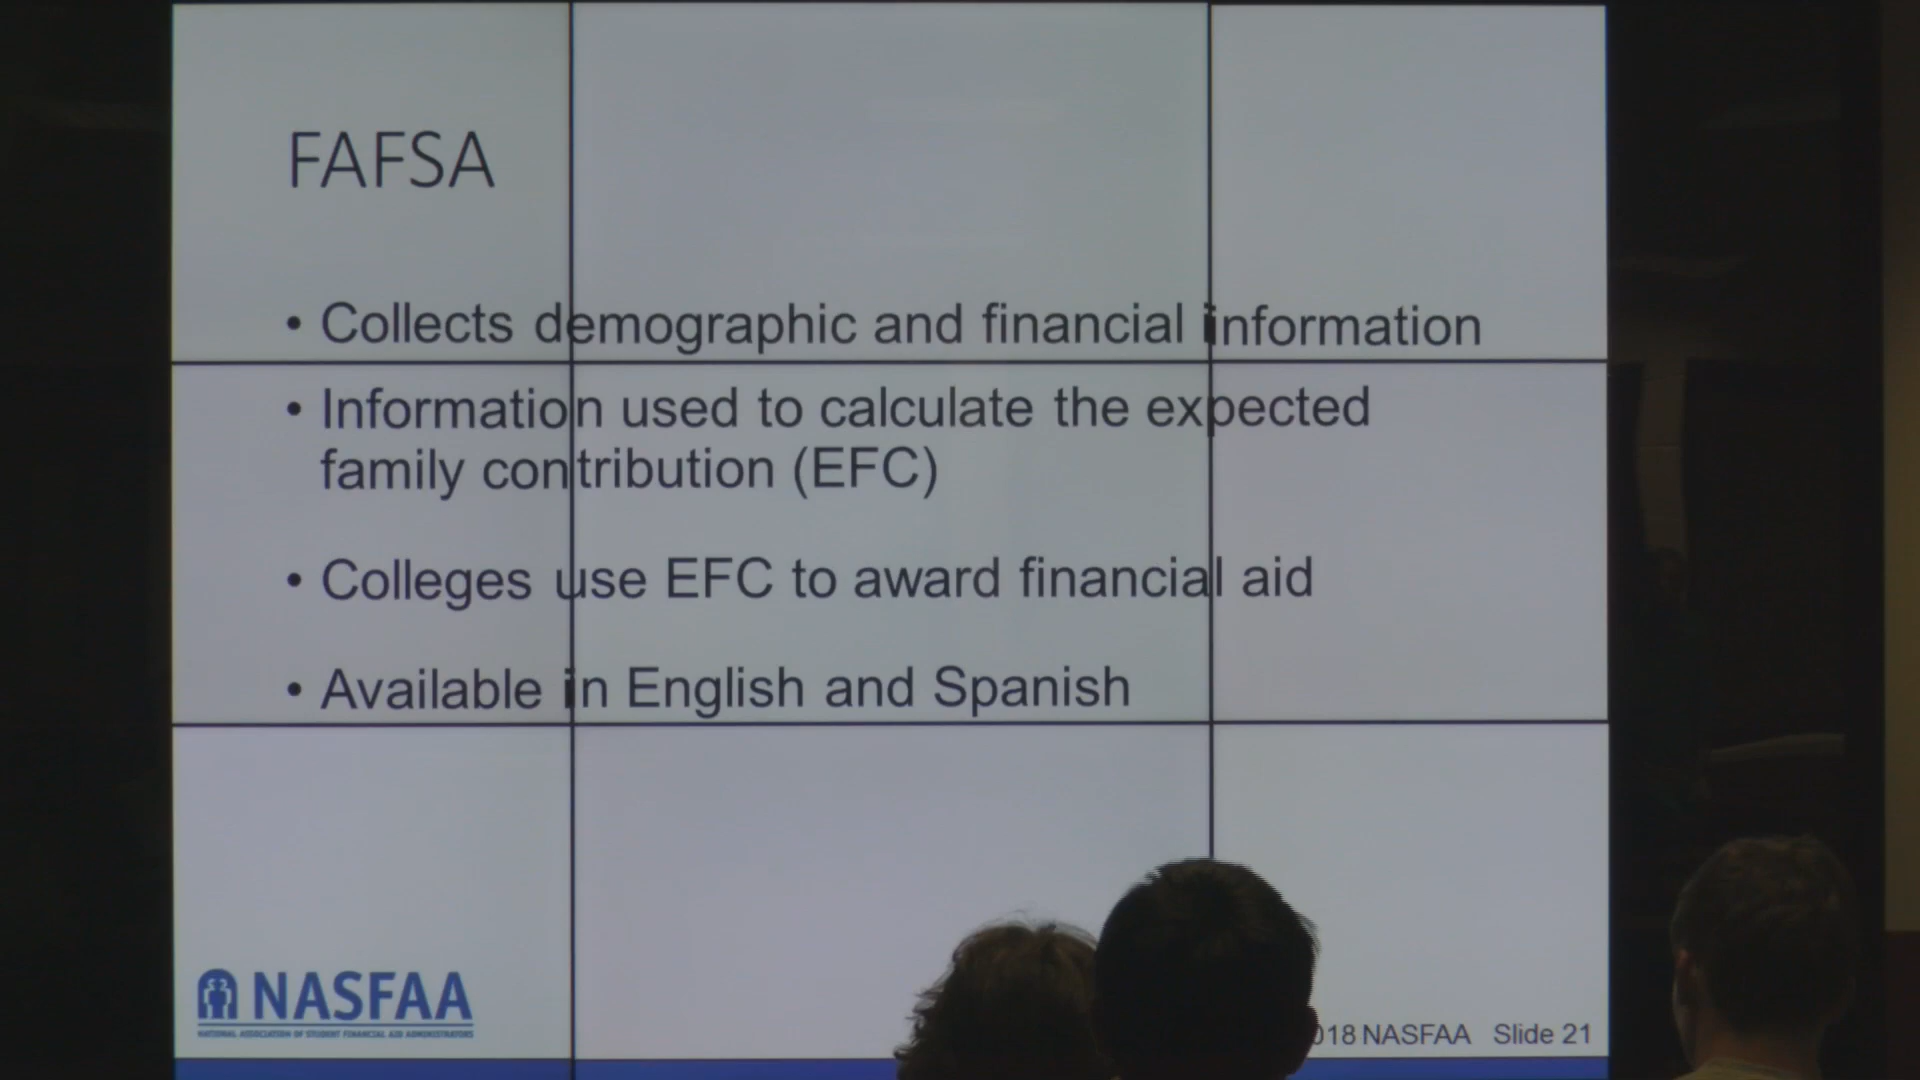 FAFSA
• Collects demographic and financial information
• Information used to calculate the expected
family contribution (EFC)
• Colleges use EFC to award financial aid
• Available in English and Spanish
NASFAA
NATIONAL ASSOCIATION OF STUDENT FINANCIAL AID ADMINISTRATORS
018 NASFAA Slide 21